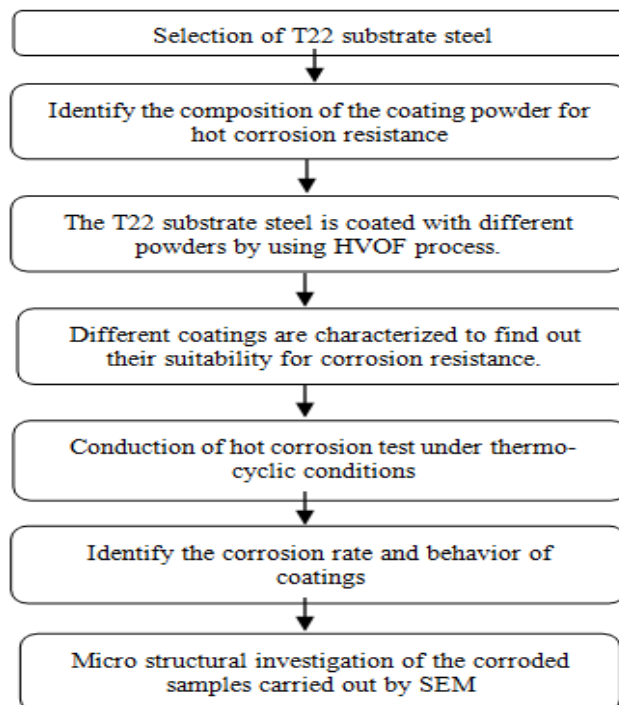 Selection of T22 substrate steel
Identify the composition of the coating powder for
hot corrosion resistance
The T22 substrate steel is coated with different
powders by using HVOF process.
Different coatings are characterized to find out
their suitability for corrosion resistance.
Conduction of hot corrosion test under thermo-
cyclic conditions
Identify the corrosion rate and behavior of
coatings
Micro structural investigation of the corroded
samples carried out by SEM